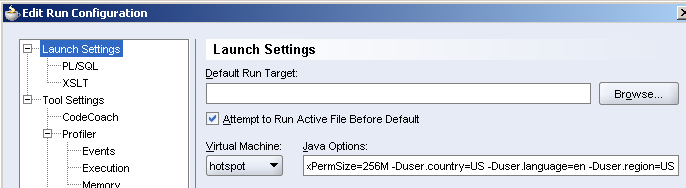 Edit Run Configuration
Launch Settings
PL/SQL
XSLT
Tool Settings
CodeCoach
Profiler
Events
Execution
Memory
Launch Settings
Default Run Target:
Browse...
Attempt to Run Active File Before Default
Virtual Machine:
Java Options:
hotspot
xPermSize=256M -Duser.country=US -Duser.language=en -Duser.region=US